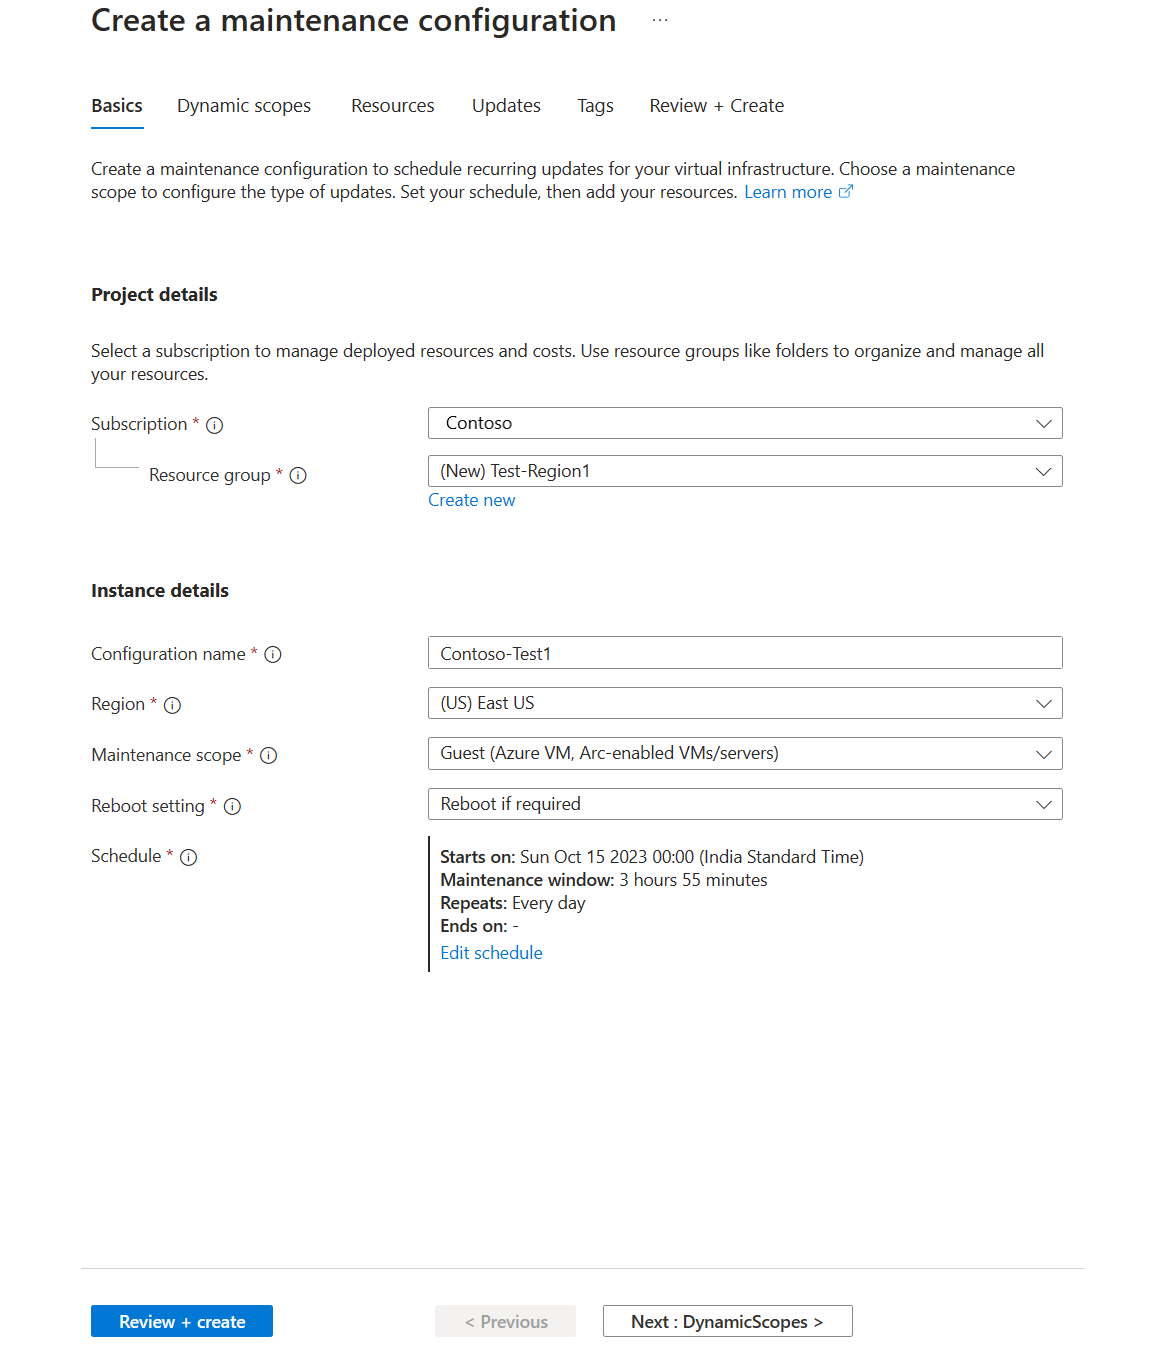 Create a maintenance configuration ...
Basics Dynamic scopes Resources Updates Tags Review + Create
Create a maintenance configuration to schedule recurring updates for your virtual infrastructure. Choose a maintenance
scope to configure the type of updates. Set your schedule, then add your resources. Learn more
Project details
Select a subscription to manage deployed resources and costs. Use resource groups like folders to organize and manage all
your resources.
Subscription * Contoso
Resource group * (New) Test-Region1
Create new
Instance details
Configuration name * Contoso-Test1
Region * (US) East US
Maintenance scope * Guest (Azure VM, Arc-enabled VMs/servers)
Reboot setting * Reboot if required
Schedule * Starts on: Sun Oct 15 2023 00:00 (India Standard Time)
Maintenance window: 3 hours 55 minutes
Repeats: Every day
Ends on: -
Edit schedule
Review + create < Previous Next : DynamicScopes >